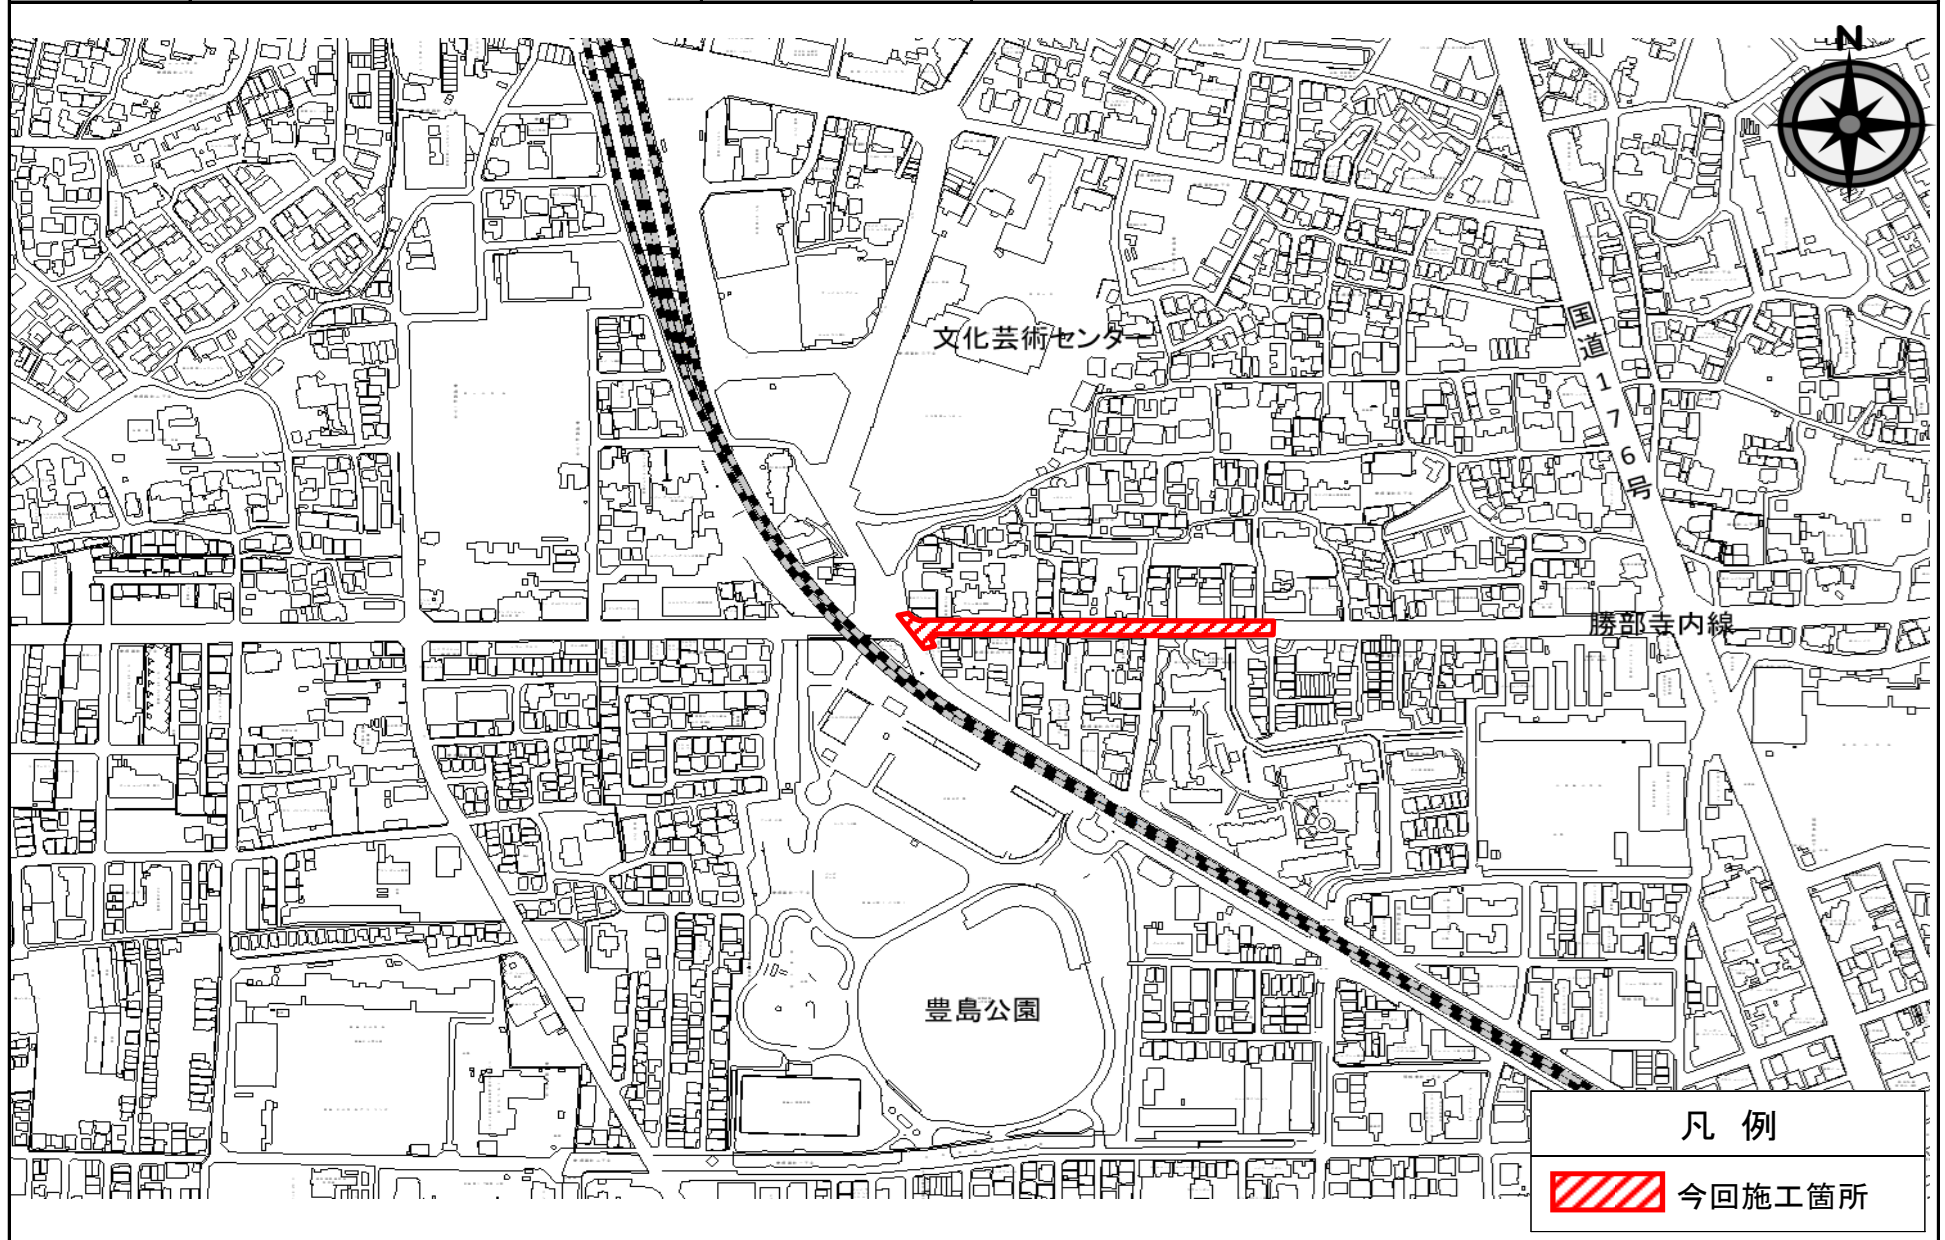 N
文化芸術センター
国道176号
勝部寺内線
豊島公園
凡 例
今回施工箇所